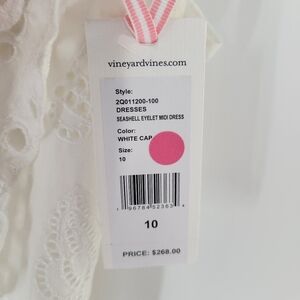 vineyardvines.com
Style:
2Q011200-100
DRESSES
SEASHELL EYELET MIDI DRESS
Color:
WHITE CAP
Size:
10
10
PRICE: $268.00